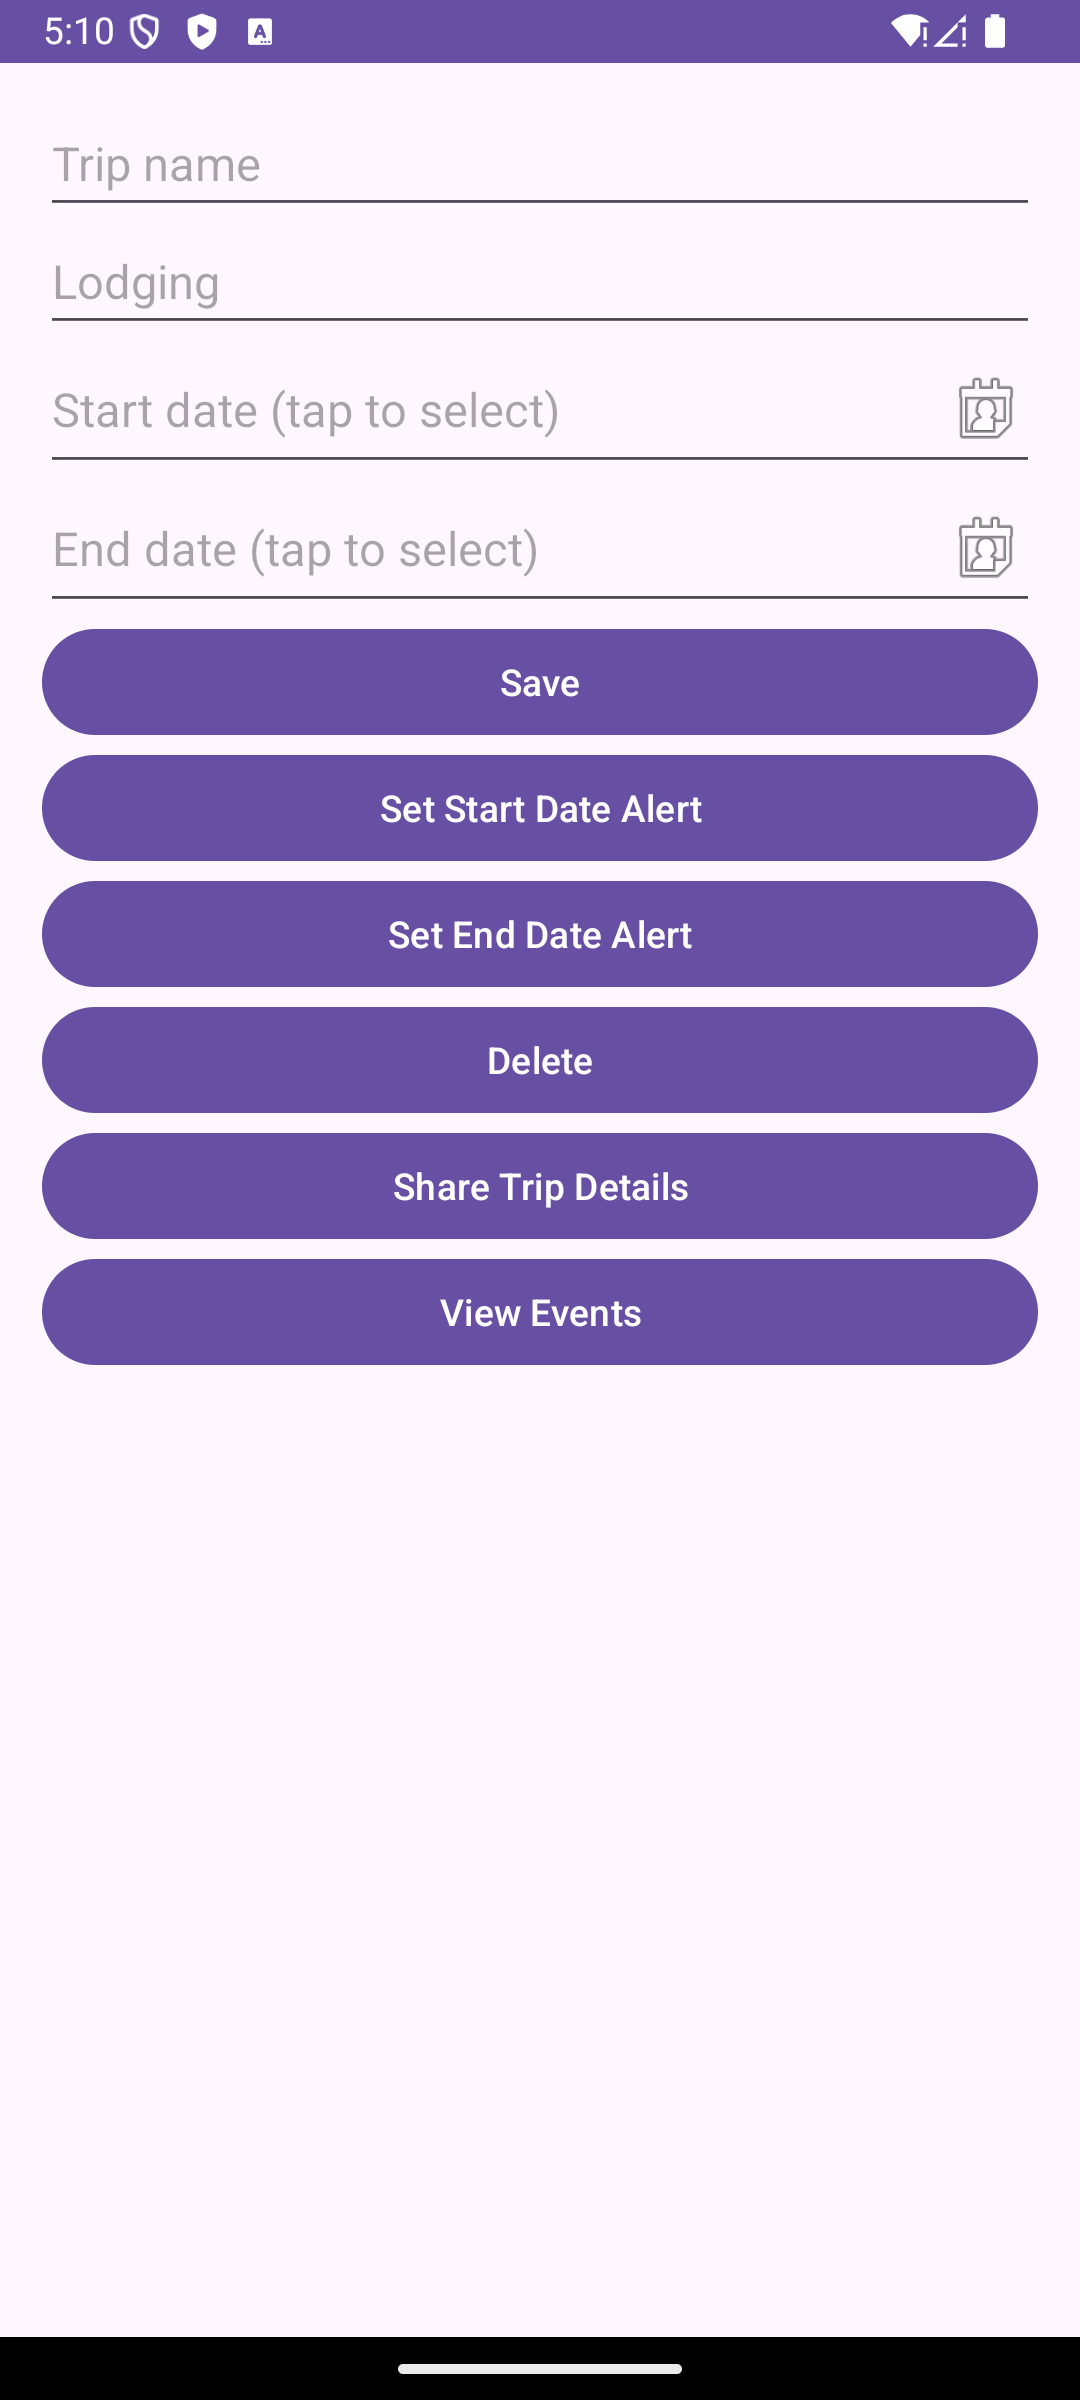 5:10
Trip name
Lodging
Start date (tap to select)
End date (tap to select)
Save
Set Start Date Alert
Set End Date Alert
Delete
Share Trip Details
View Events